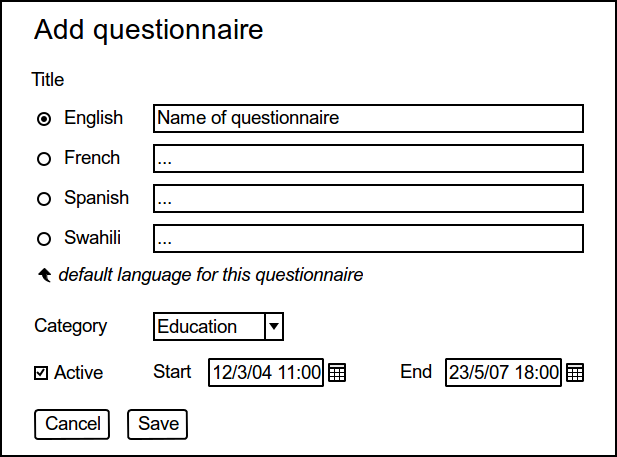 Add questionnaire
Title
English Name of questionnaire
French ...
Spanish ...
Swahili ...
default language for this questionnaire
Category Education
Active Start 12/3/04 11:00 End 23/5/07 18:00
Cancel Save